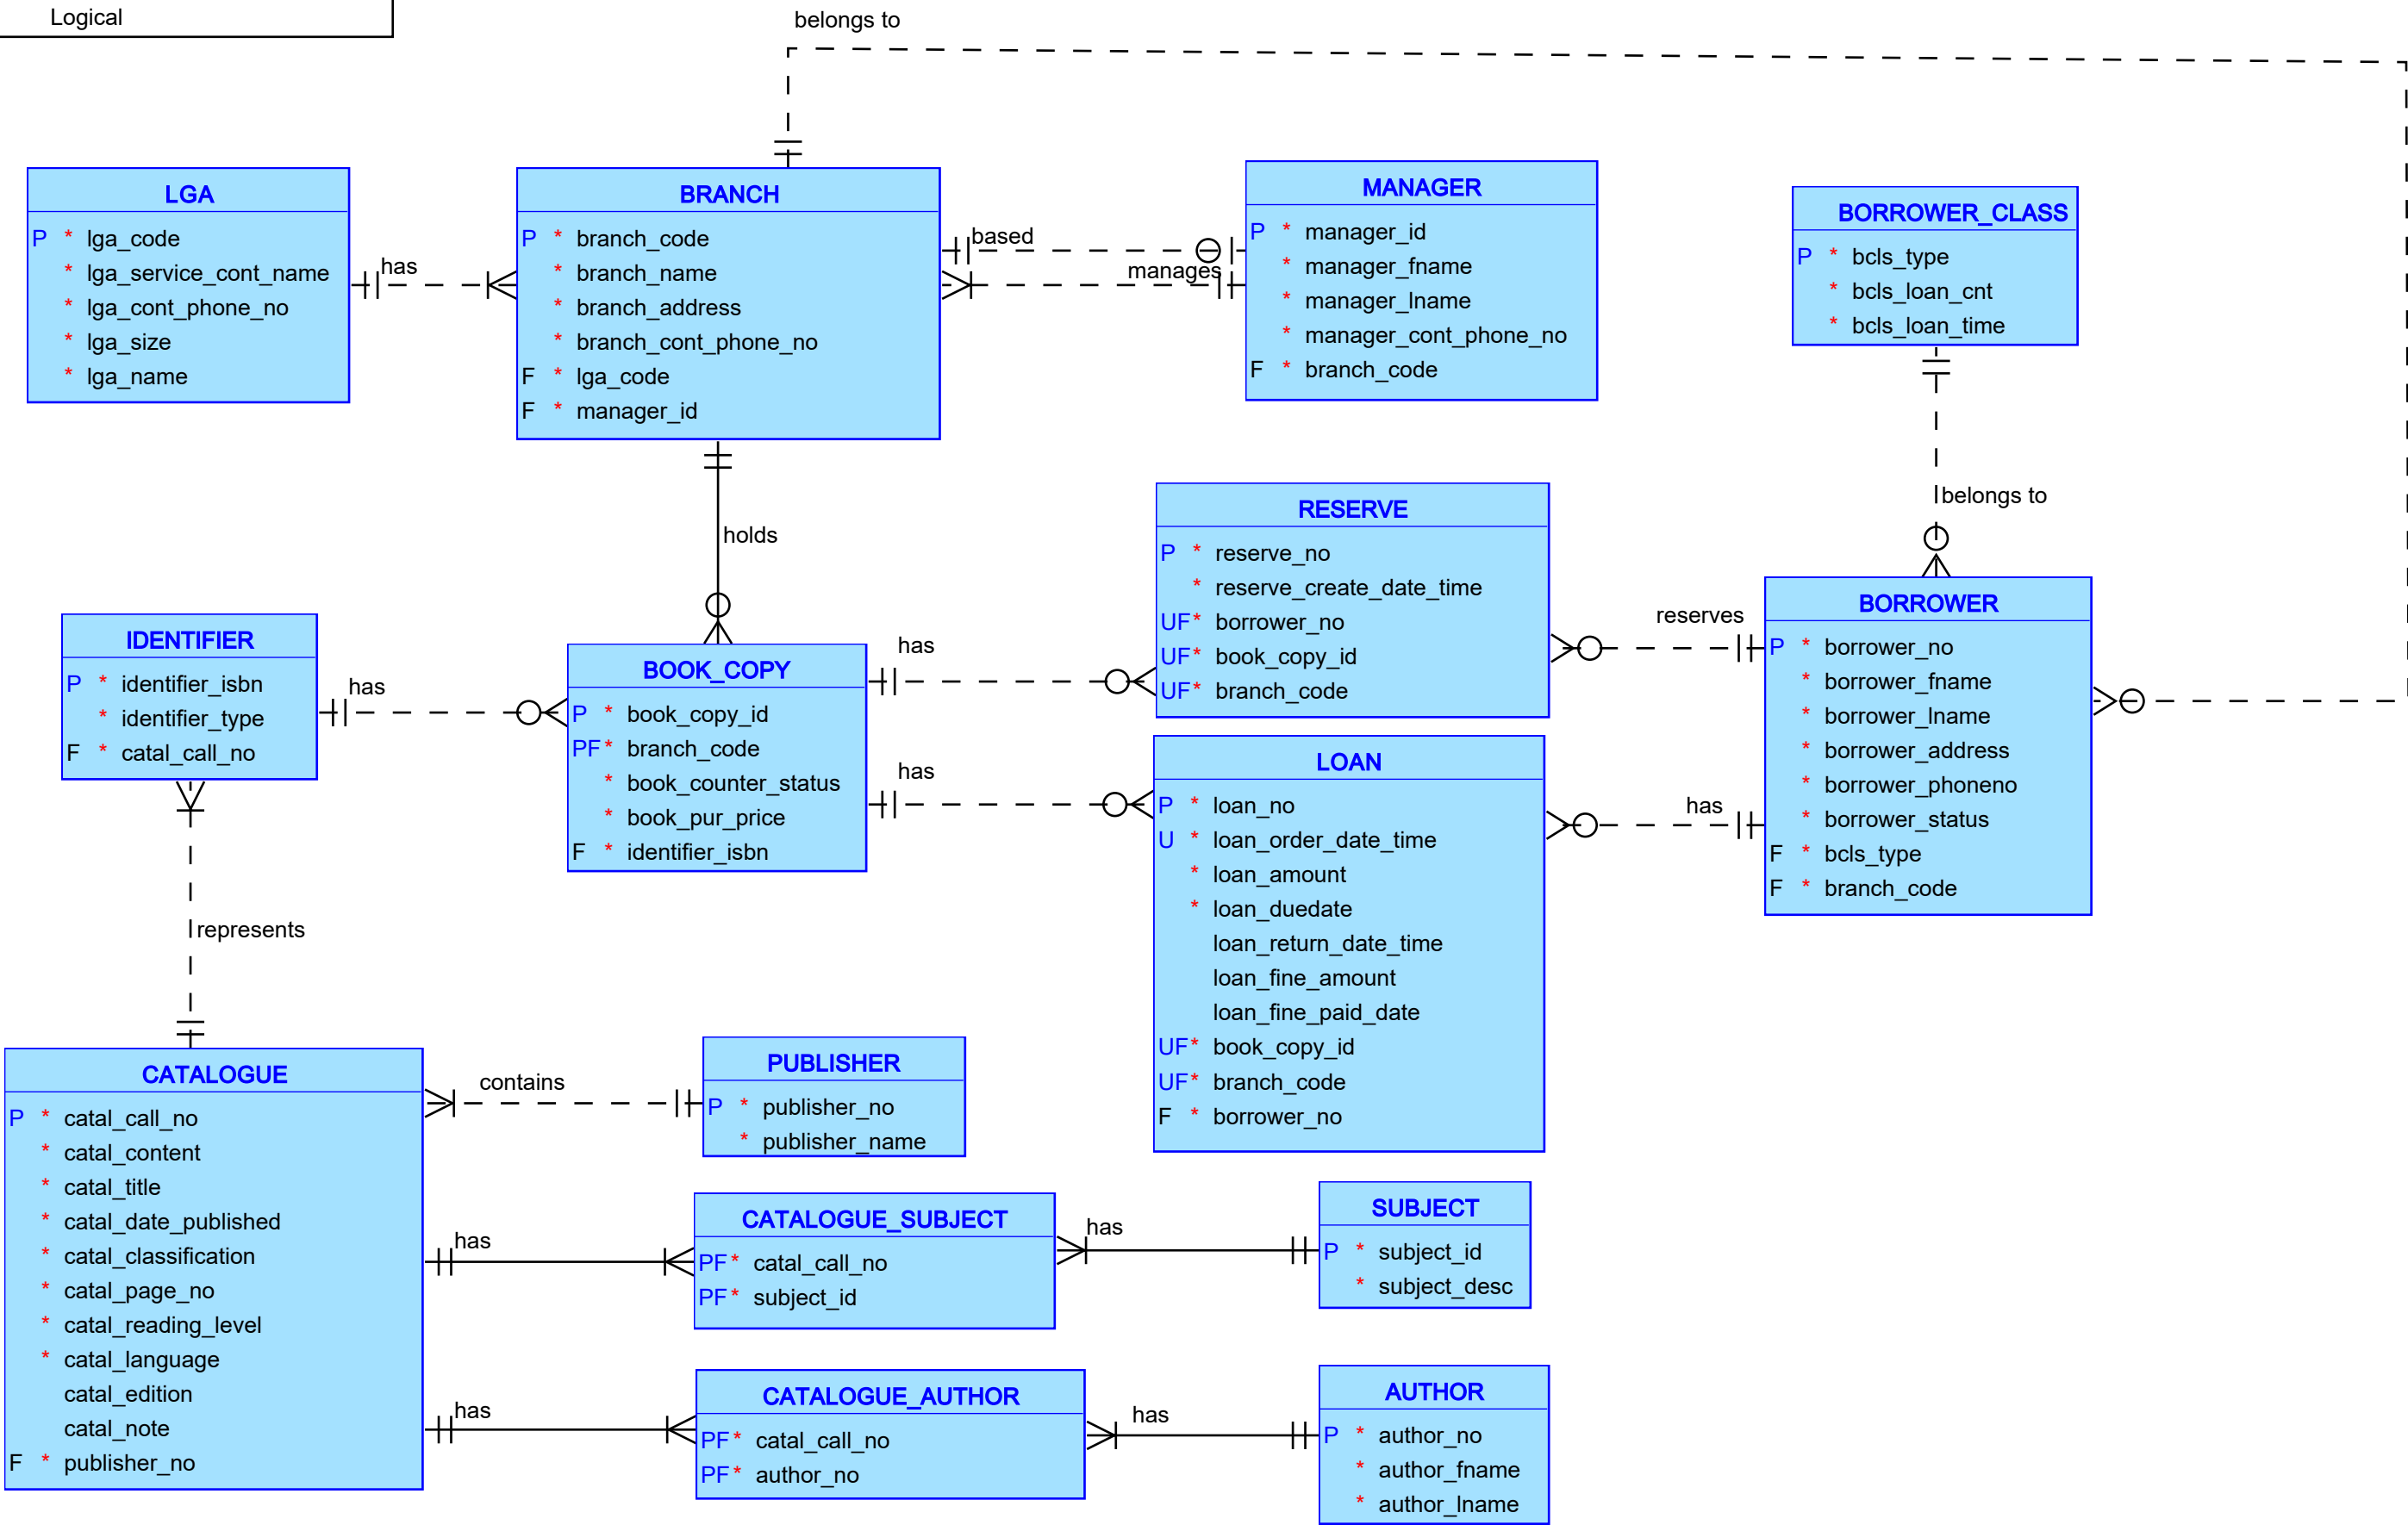 Logical
belongs to
LGA
P * lga_code
* lga_service_cont_name
* lga_cont_phone_no
* lga_size
* lga_name
has
BRANCH
P * branch_code
* branch_name
* branch_address
* branch_cont_phone_no
F * lga_code
F * manager_id
based
manages
MANAGER
P * manager_id
* manager_fname
* manager_lname
* manager_cont_phone_no
F * branch_code
BORROWER_CLASS
P * bcls_type
* bcls_loan_cnt
* bcls_loan_time
belongs to
holds
IDENTIFIER
P * identifier_isbn
* identifier_type
F * catal_call_no
has
BOOK_COPY
P * book_copy_id
PF * branch_code
* book_counter_status
* book_pur_price
F * identifier_isbn
has
has
RESERVE
P * reserve_no
* reserve_create_date_time
UF * borrower_no
UF * book_copy_id
UF * branch_code
reserves
has
BORROWER
P * borrower_no
* borrower_fname
* borrower_lname
* borrower_address
* borrower_phoneno
* borrower_status
F * bcls_type
F * branch_code
LOAN
P * loan_no
U * loan_order_date_time
* loan_amount
* loan_duedate
loan_return_date_time
loan_fine_amount
loan_fine_paid_date
UF * book_copy_id
UF * branch_code
F * borrower_no
represents
CATALOGUE
P * catal_call_no
* catal_content
* catal_title
* catal_date_published
* catal_classification
* catal_page_no
* catal_reading_level
* catal_language
catal_edition
catal_note
F * publisher_no
contains
PUBLISHER
P * publisher_no
* publisher_name
has
CATALOGUE_SUBJECT
PF * catal_call_no
PF * subject_id
has
SUBJECT
P * subject_id
* subject_desc
has
CATALOGUE_AUTHOR
PF * catal_call_no
PF * author_no
has
AUTHOR
P * author_no
* author_fname
* author_lname